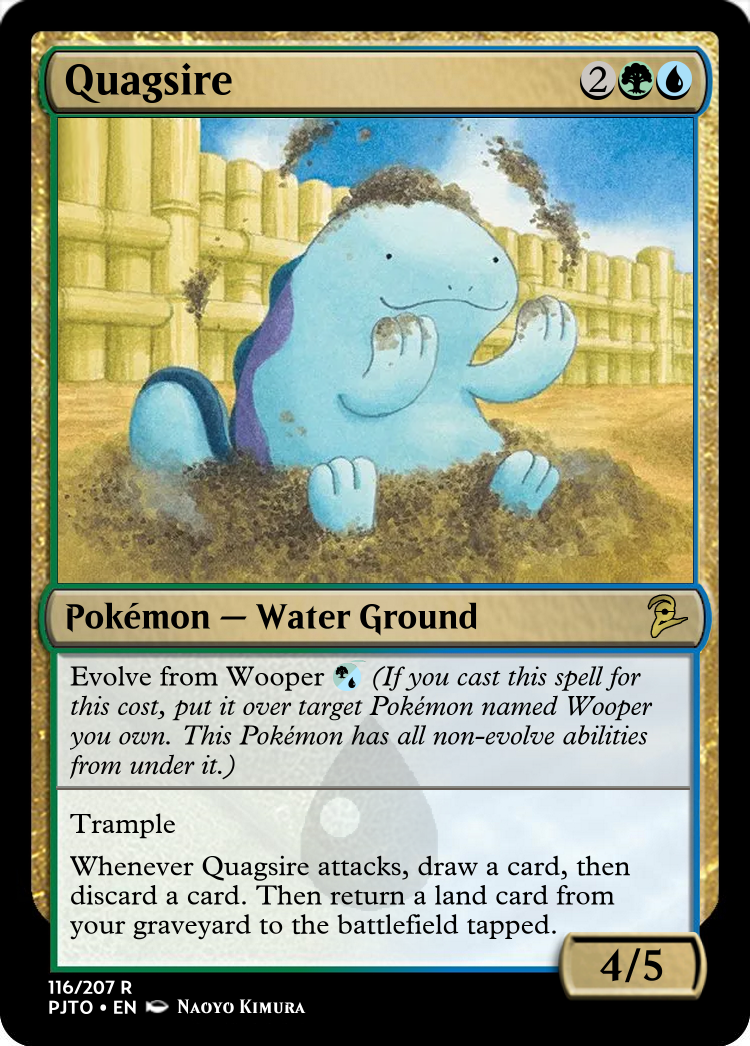 Quagsire 2
Pokémon — Water Ground
Evolve from Wooper (If you cast this spell for
this cost, put it over target Pokémon named Wooper
you own. This Pokémon has all non-evolve abilities
from under it.)
Trample
Whenever Quagsire attacks, draw a card, then
discard a card. Then return a land card from
your graveyard to the battlefield tapped.
4/5
116/207 R
PJTO • EN Naoyo Kimura